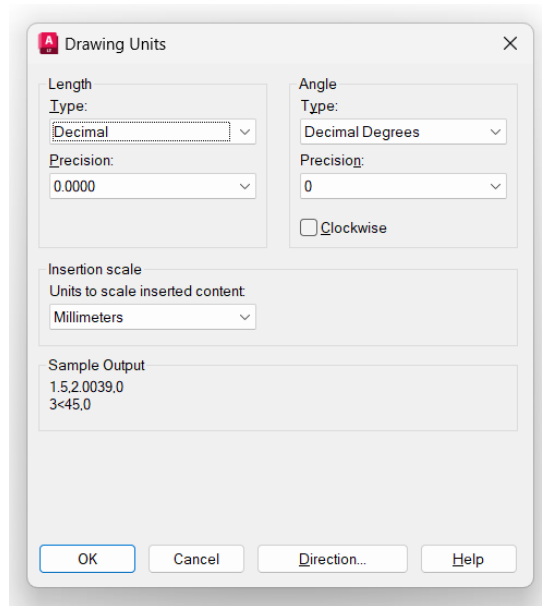 Drawing Units
Length
Type:
Decimal
Precision:
0.0000
Angle
Type:
Decimal Degrees
Precision:
0
Clockwise
Insertion scale
Units to scale inserted content:
Millimeters
Sample Output
1.5,2.0039,0
3<45,0
OK
Cancel
Direction...
Help